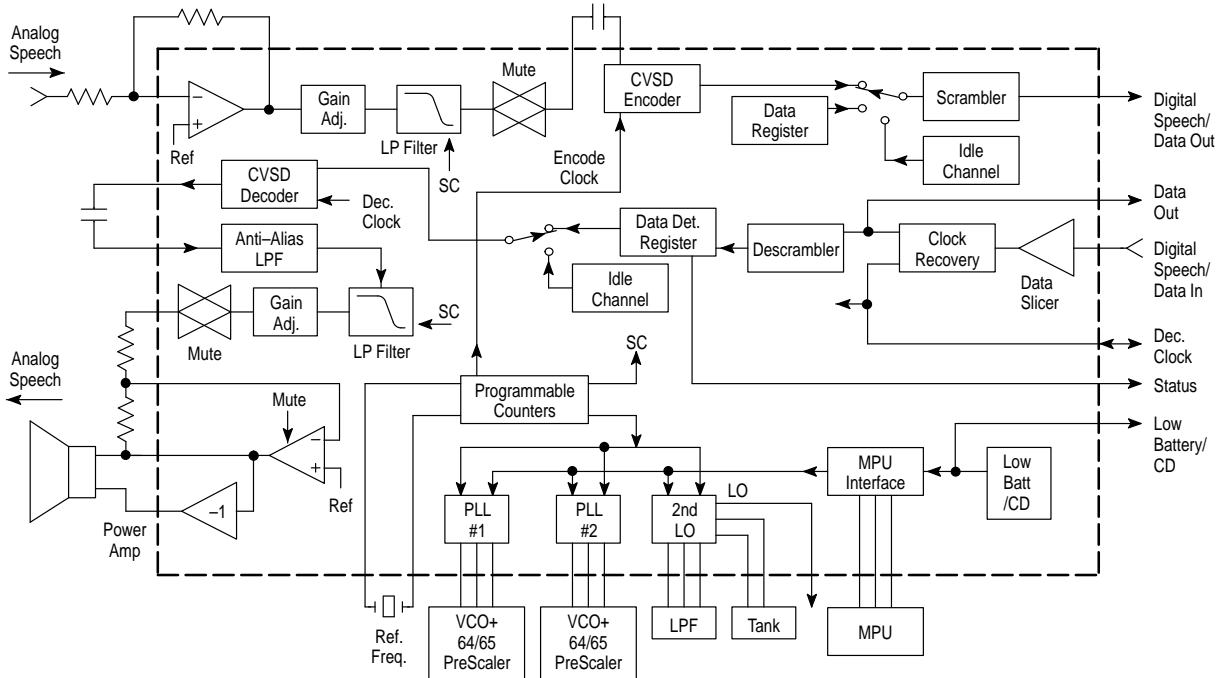 Analog
Speech
−
+
Ref
Gain
Adj.
LP Filter
SC
Mute
CVSD
Encoder
Encode
Clock
Data
Register
Idle
Channel
Scrambler
Digital
Speech/
Data Out
CVSD
Decoder
Dec.
Clock
Anti–Alias
LPF
Mute
Gain
Adj.
LP Filter
SC
Data Det.
Register
Idle
Channel
Descrambler
Clock
Recovery
Data
Slicer
Data
Out
Digital
Speech/
Data In
Dec.
Clock
Status
Analog
Speech
Mute
−
+
Ref
–1
Power
Amp
Programmable
Counters
SC
PLL
#1
PLL
#2
2nd
LO
LO
MPU
Interface
Low
Batt
/CD
Low
Battery/
CD
Ref.
Freq.
VCO+
64/65
PreScaler
VCO+
64/65
PreScaler
LPF
Tank
MPU